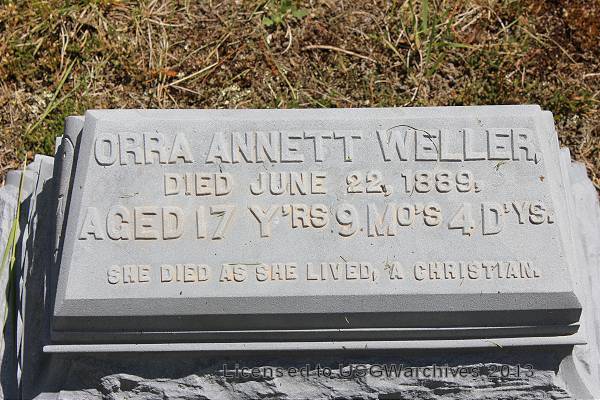 ORRA ANNETT WELLER,
DIED JUNE 22, 1889.
AGED 17 Y'RS 9 MO'S 4 D'YS.
SHE DIED AS SHE LIVED, A CHRISTIAN.
Licensed to USGWarchives 2013